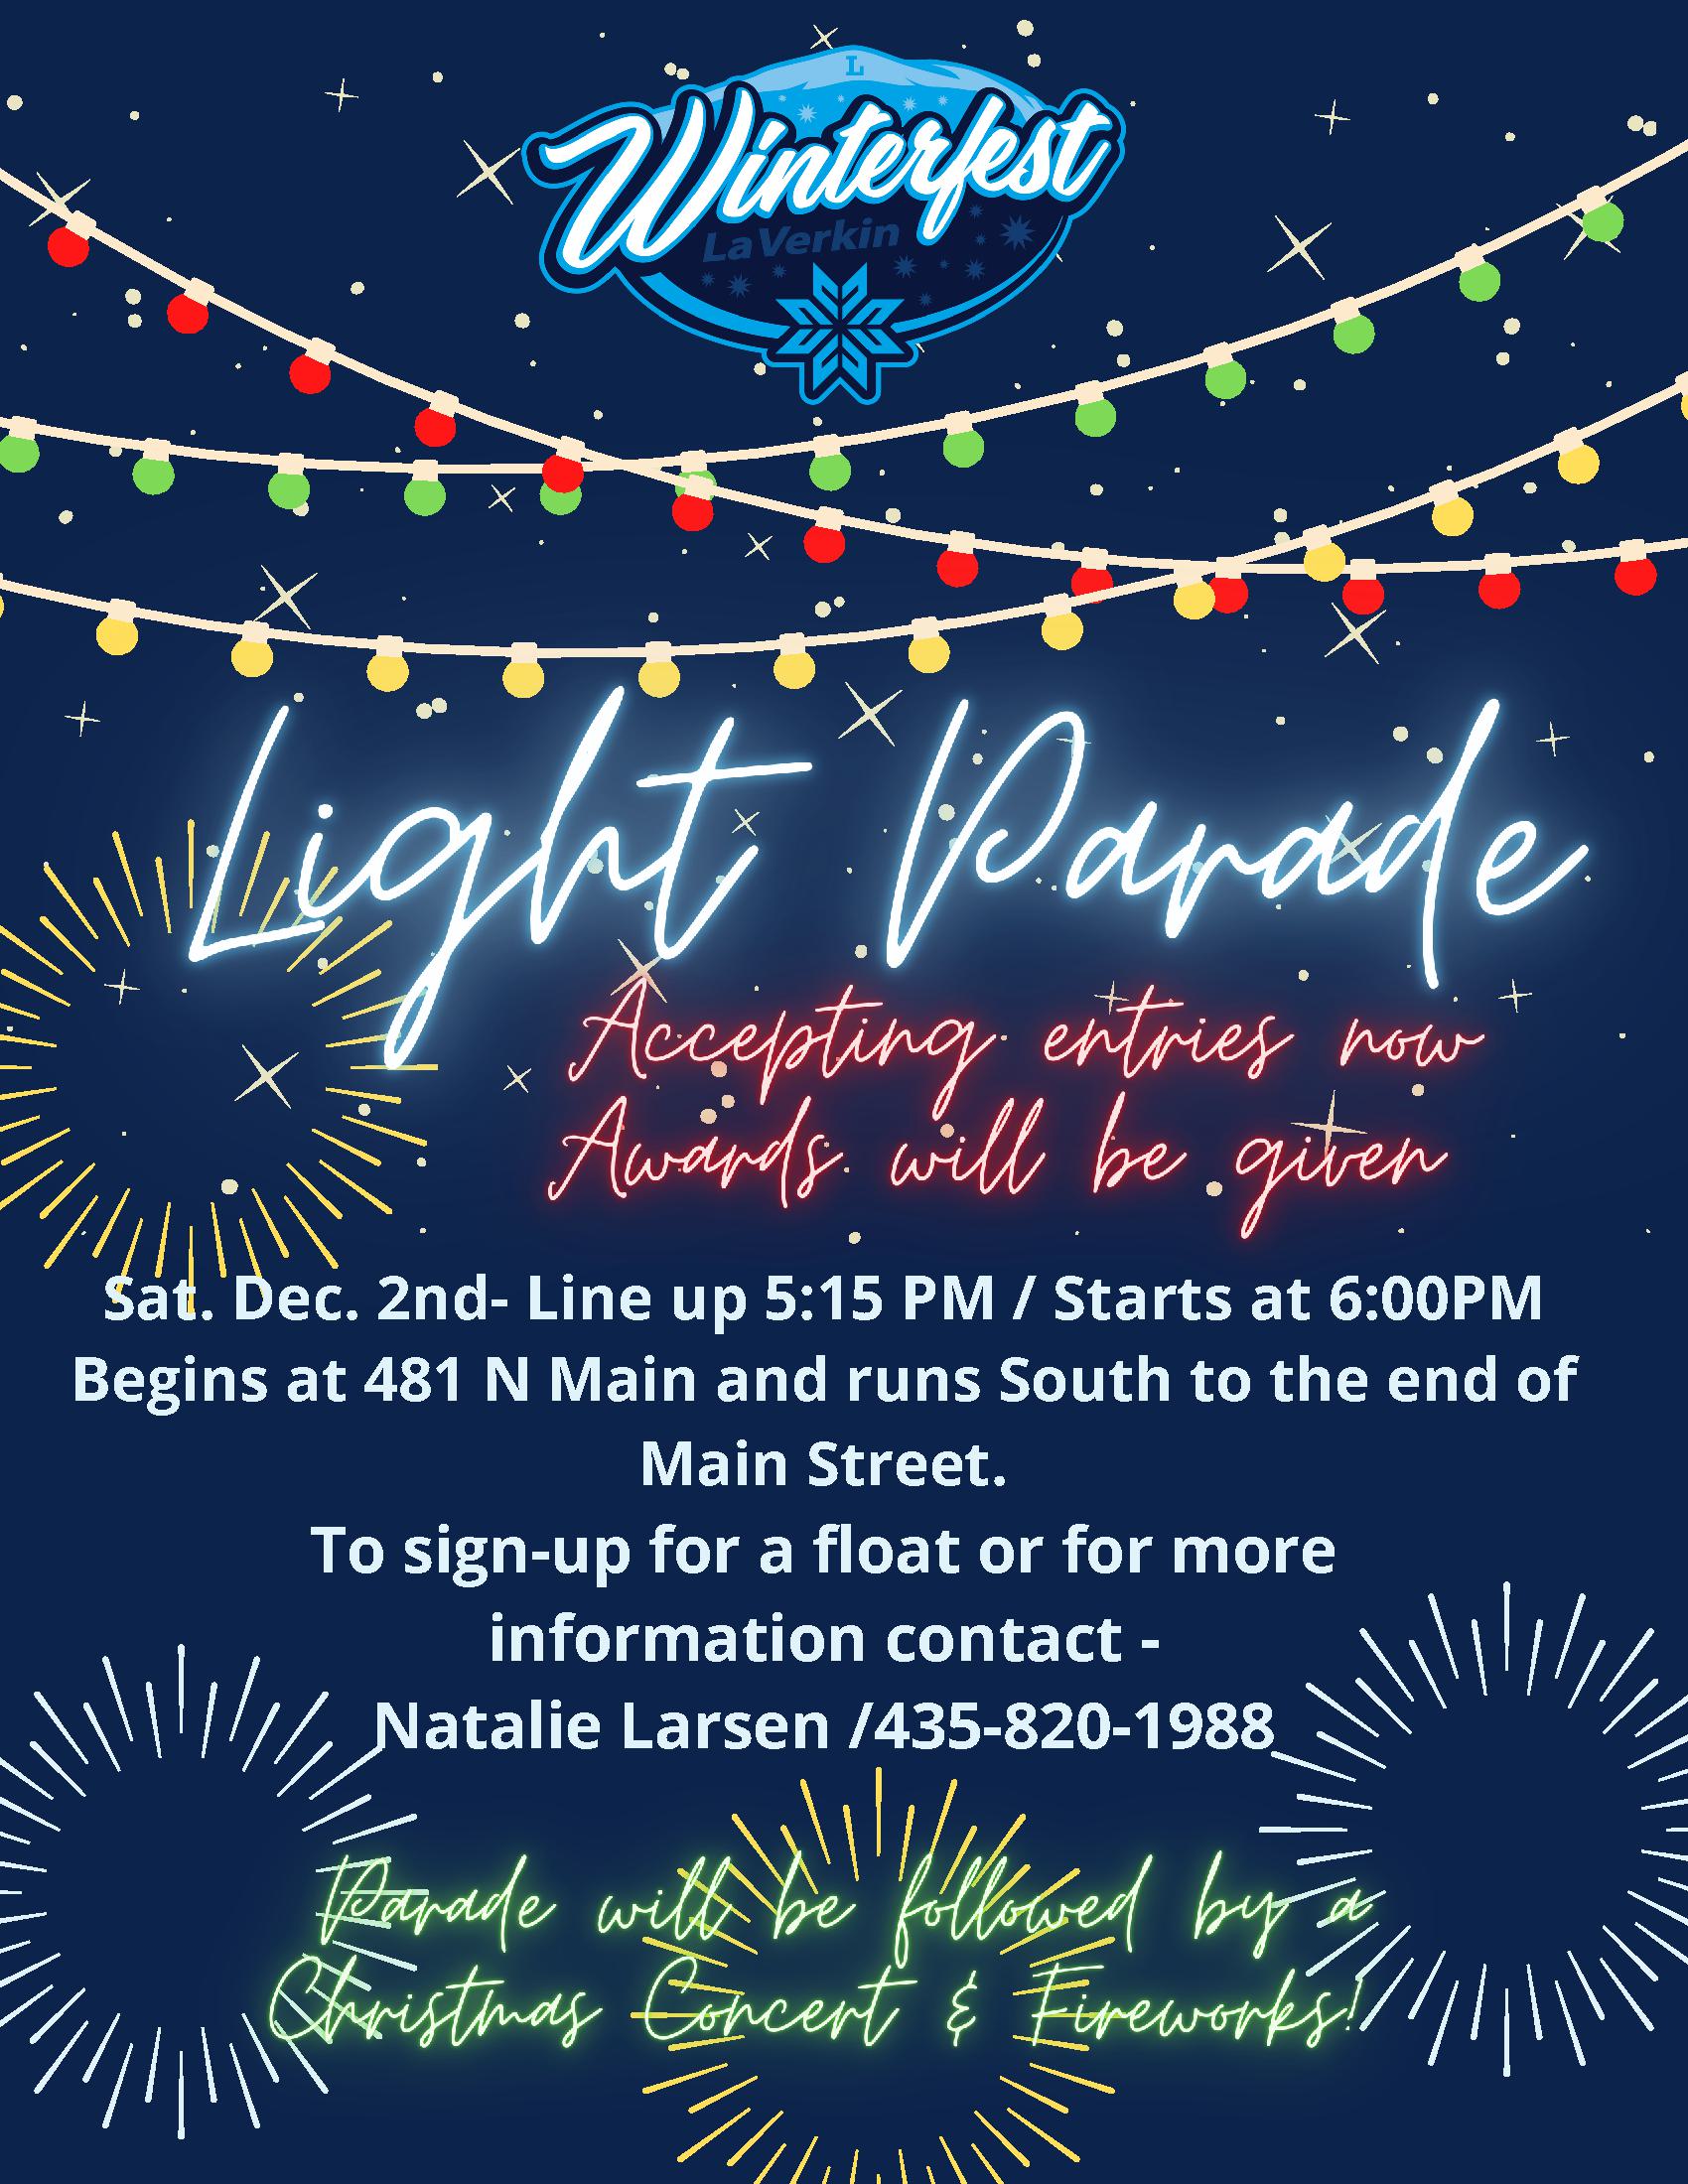 L
Winterfest
LaVerkin
Light Parade
Accepting entries now
Awards will be given
Sat. Dec. 2nd- Line up 5:15 PM / Starts at 6:00PM
Begins at 481 N Main and runs South to the end of
Main Street.
To sign-up for a float or for more
information contact -
Natalie Larsen /435-820-1988
Parade will be followed by a
Christmas Concert & Fireworks!